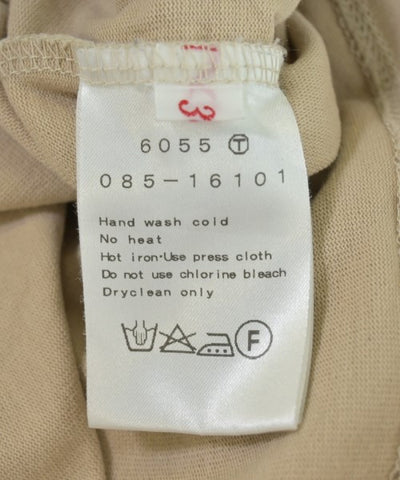 3
6055 Ⓣ
085-16101
Hand wash cold
No heat
Hot iron·Use press cloth
Do not use chlorine bleach
Dryclean only
F